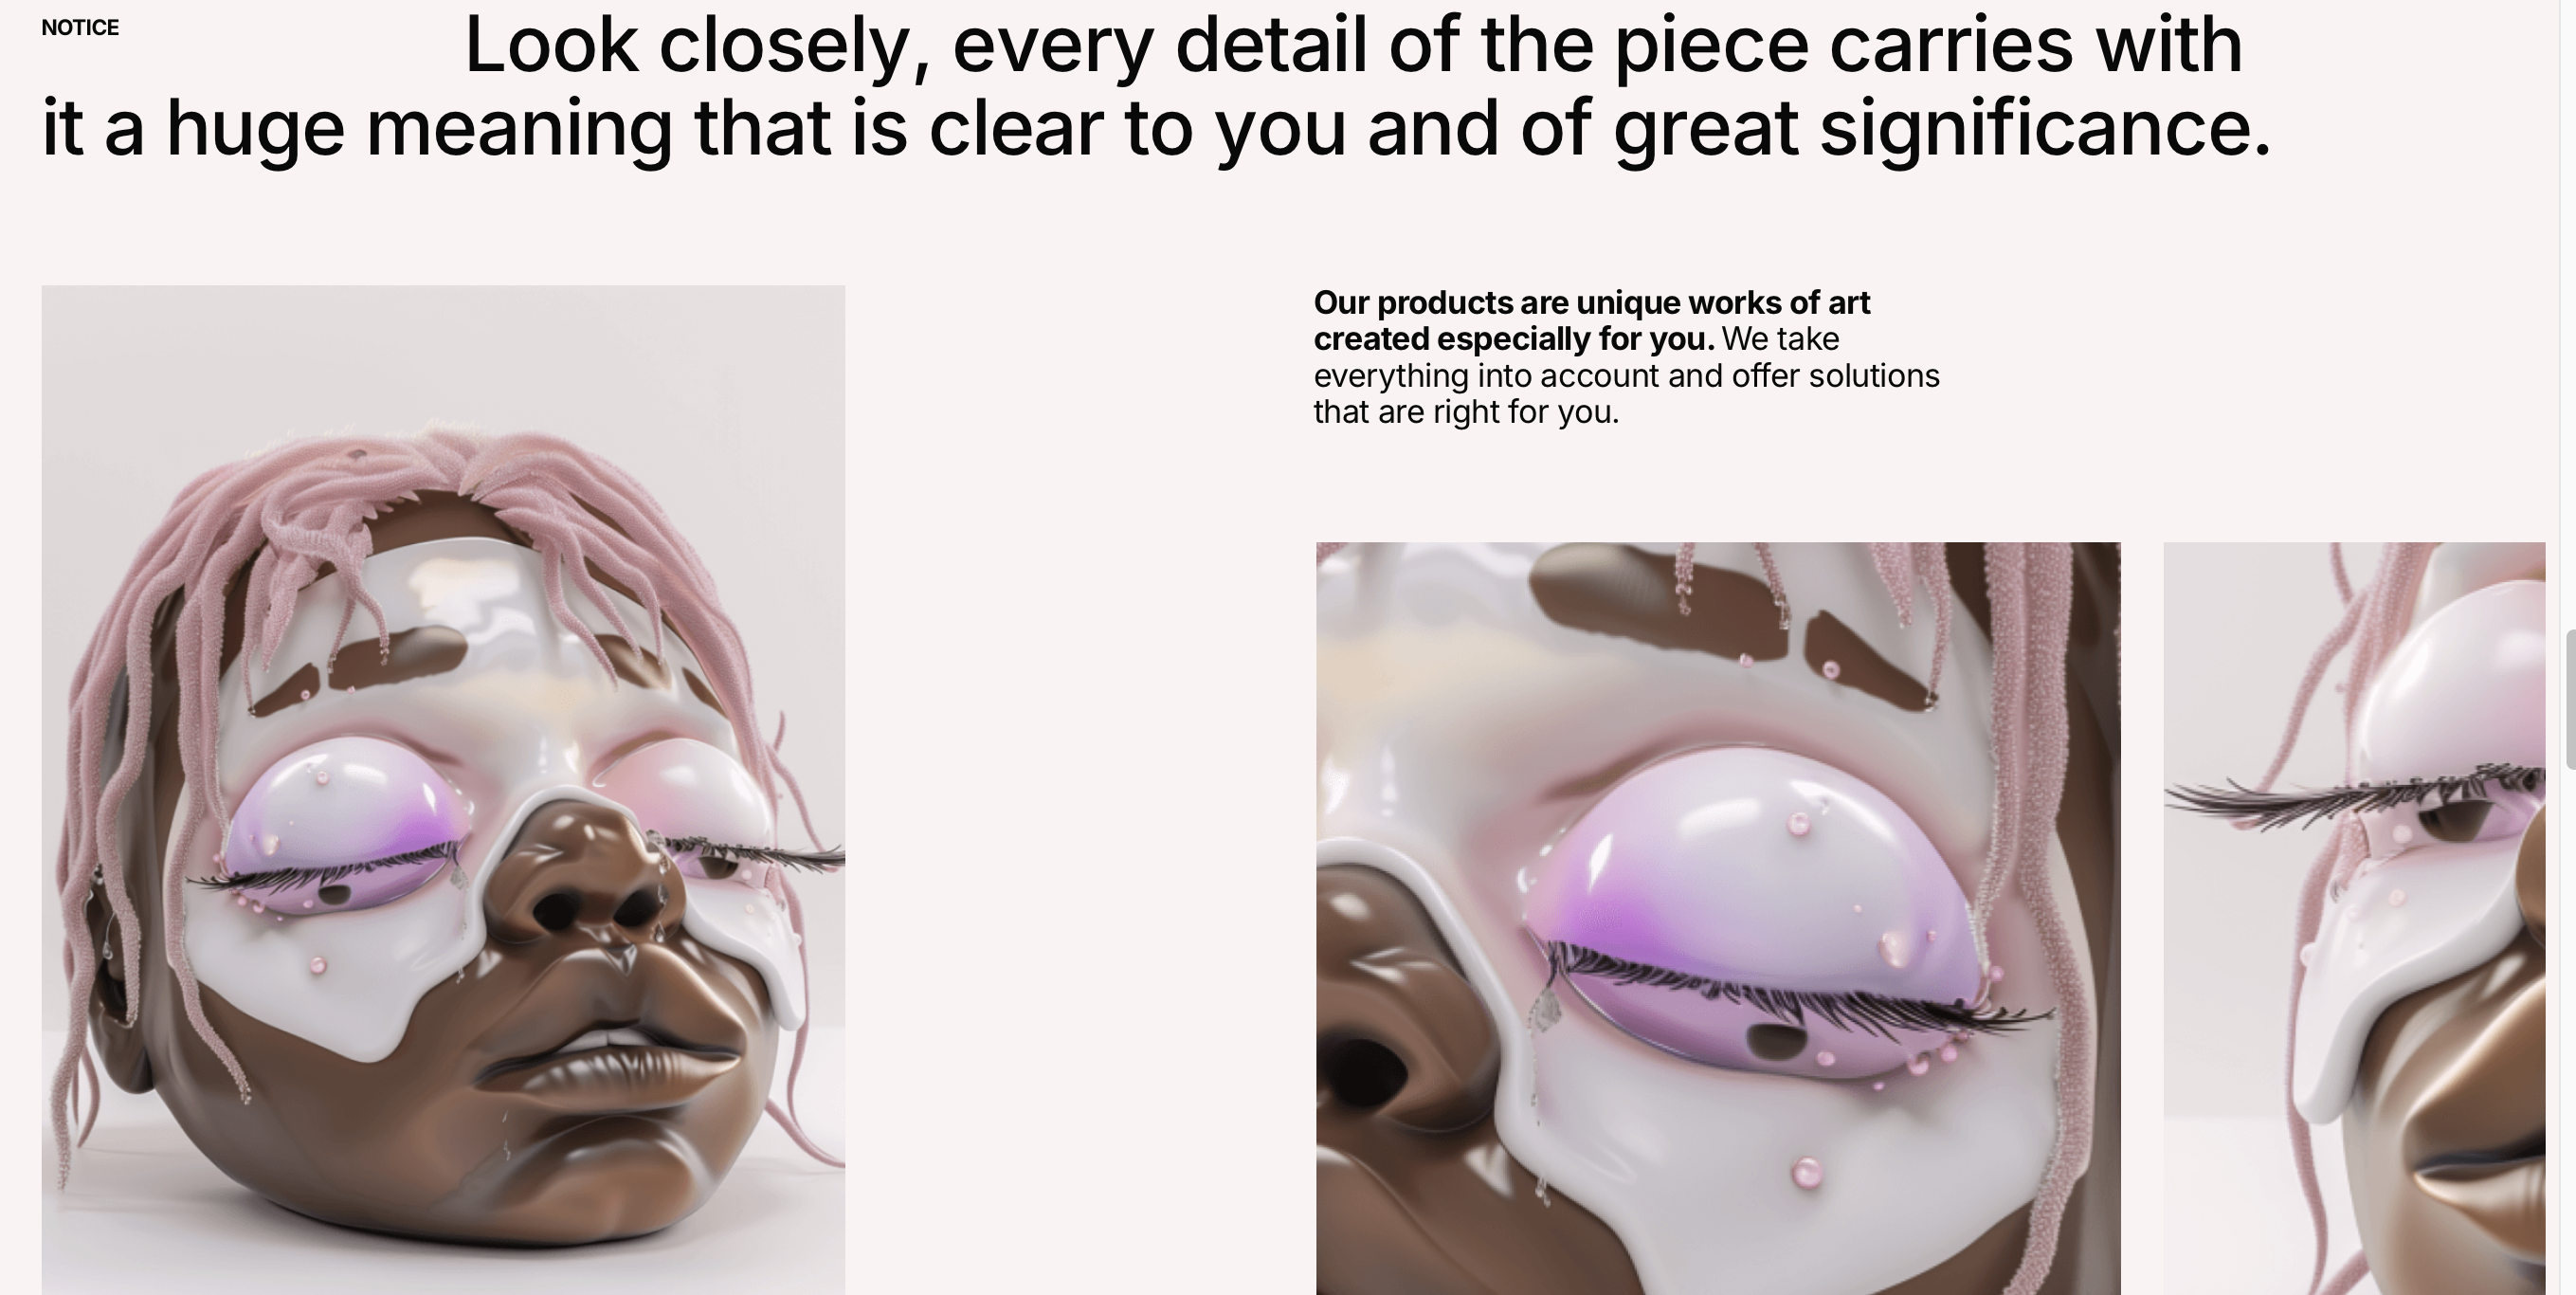 NOTICE
Look closely, every detail of the piece carries with
it a huge meaning that is clear to you and of great significance.
Our products are unique works of art
created especially for you. We take
everything into account and offer solutions
that are right for you.